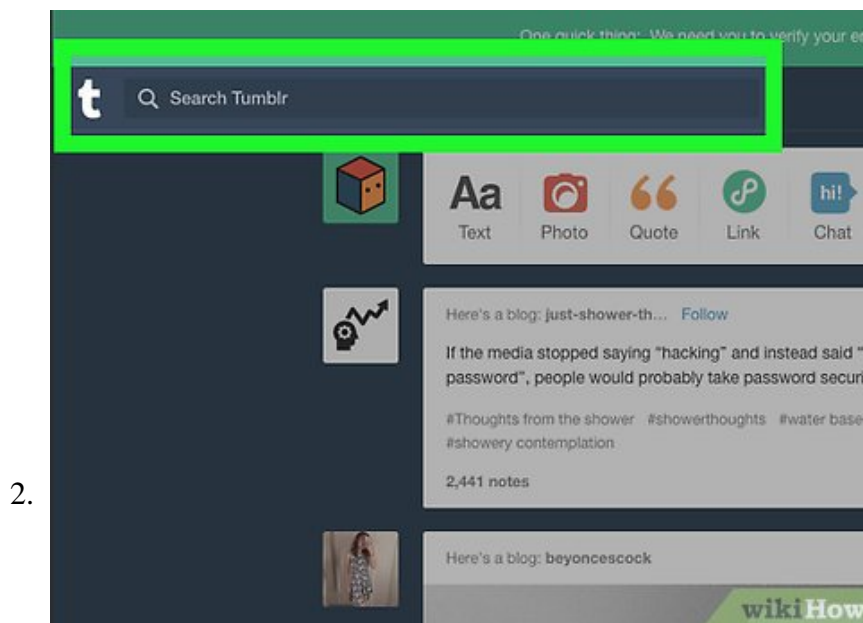 One quick thing: We need you to verify your
t Search Tumblr
Aa
hi!
Text Photo Quote Link Chat
Here's a blog: just-shower-th... Follow
If the media stopped saying "hacking" and instead said "
password", people would probably take password securi
#Thoughts from the shower #showerthoughts #water base
#showery contemplation
2,441 notes
2.
Here's a blog: beyoncescock
wikiHow